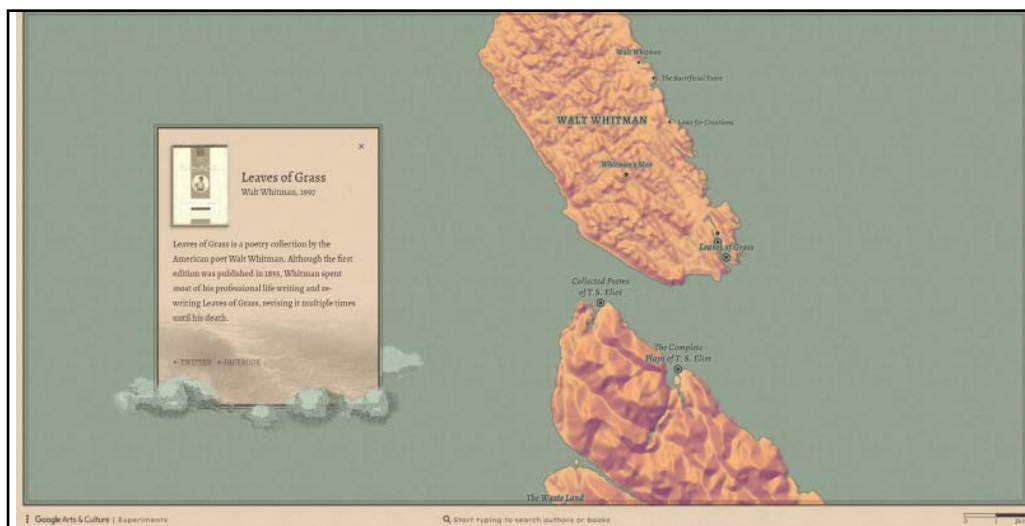 Walt Whitman
The Sacrificial Years
WALT WHITMAN
Laws for Creations
Whitman's Men
Leaves of Grass
Collected Poems
of T.S. Eliot
The Complete
Plays of T. S. Eliot
The Waste Land
×
Leaves of Grass
Walt Whitman, 1997
Leaves of Grass is a poetry collection by the
American poet Walt Whitman. Although the first
edition was published in 1855, Whitman spent
most of his professional life writing and re-
writing Leaves of Grass, revising it multiple times
until his death.
TWITTER FACEBOOK
Google Arts & Culture | Experiments
Start typing to search authors or books
0 1